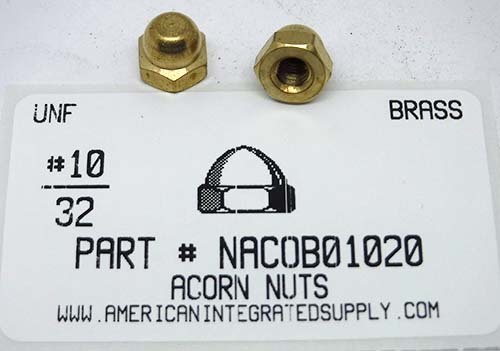 UNF BRASS
#10
32
PART # NACOB01020
ACORN NUTS
WWW.AMERICANINTEGRATEDSUPPLY.COM